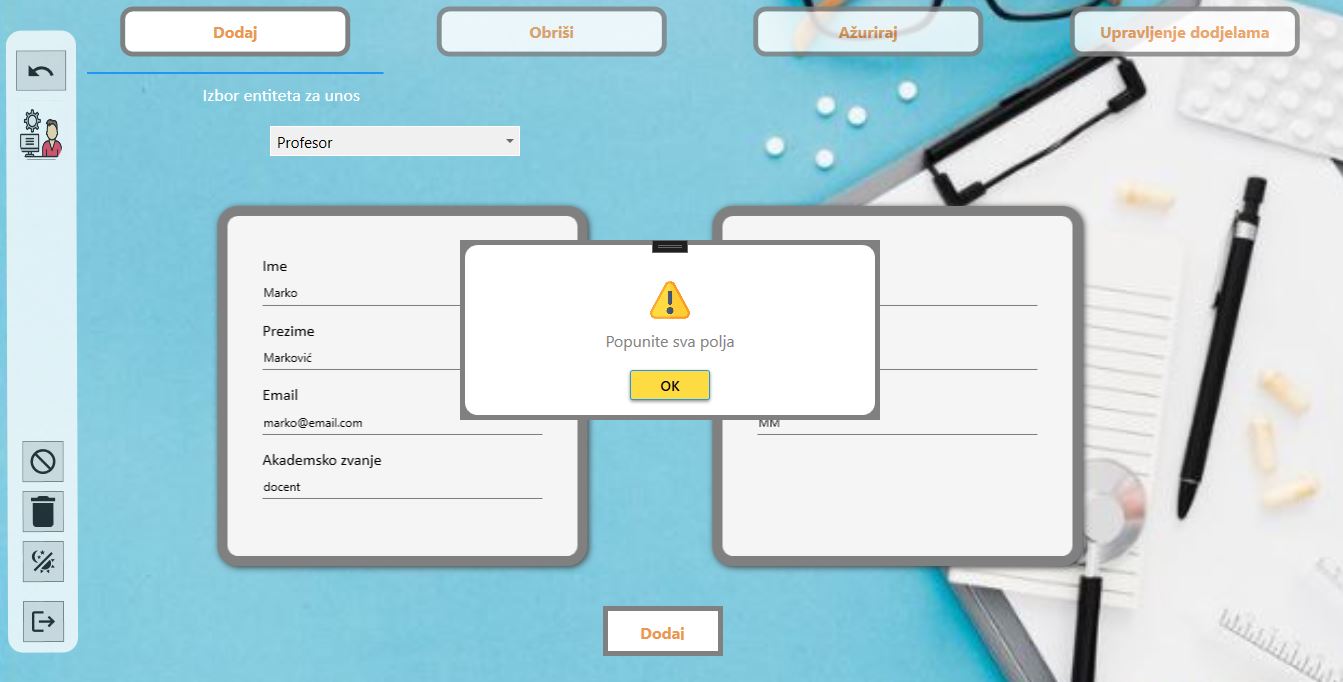 Dodaj
Obriši
Ažuriraj
Upravljenje dodjelama
Izbor entiteta za unos
Profesor
Ime
Marko
Prezime
Marković
Email
marko@email.com
Akademsko zvanje
docent
Popunite sva polja
OK
MM
Dodaj